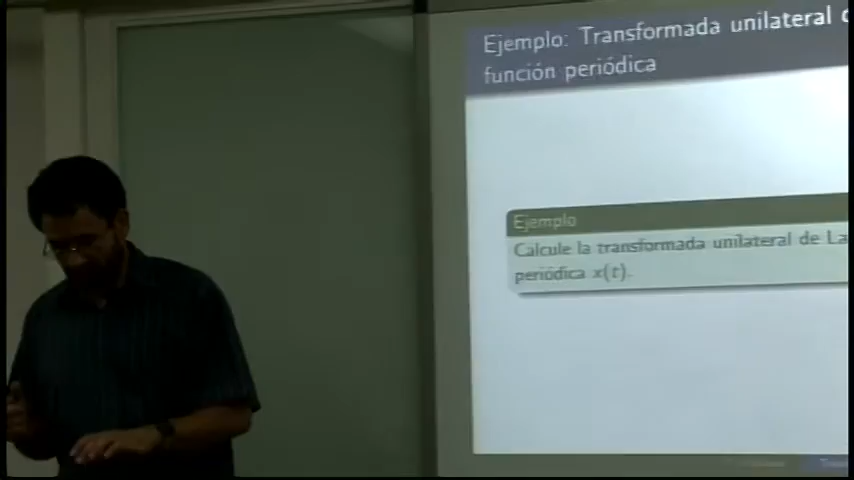 Ejemplo: Transformada unilateral
función periódica
Ejemplo
Calcule la transformada unilateral de La
periódica x(t).